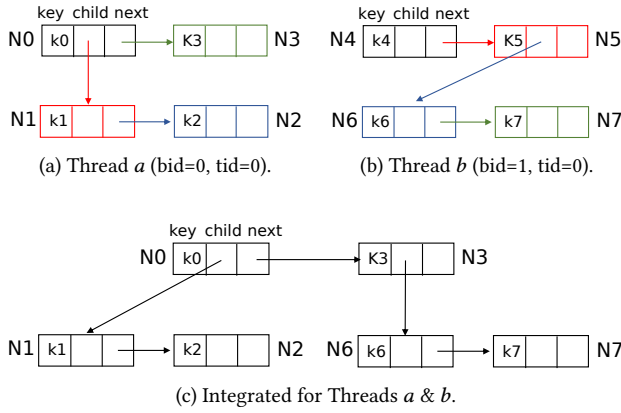 key child next
key child next
N0 k0 K3 N3
N4 k4 K5 N5
N1 k1 k2 N2
N6 k6 k7 N7
(a) Thread a (bid=0, tid=0).
(b) Thread b (bid=1, tid=0).
key child next
N0 k0 K3 N3
N1 k1 k2 N2
N6 k6 k7 N7
(c) Integrated for Threads a & b.